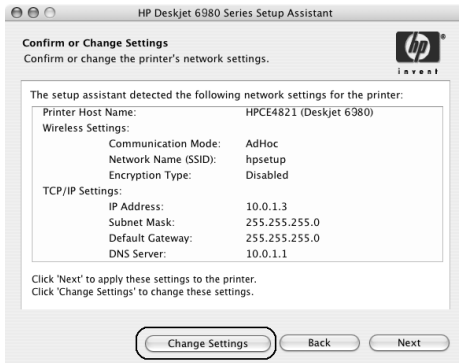 HP Deskjet 6980 Series Setup Assistant
Confirm or Change Settings
Confirm or change the printer's network settings.
hp
invent
The setup assistant detected the following network settings for the printer:
Printer Host Name: HPCE4821 (Deskjet 6980)
Wireless Settings:
Communication Mode: AdHoc
Network Name (SSID): hpsetup
Encryption Type: Disabled
TCP/IP Settings:
IP Address: 10.0.1.3
Subnet Mask: 255.255.255.0
Default Gateway: 255.255.255.0
DNS Server: 10.0.1.1
Click 'Next' to apply these settings to the printer.
Click 'Change Settings' to change these settings.
Change Settings Back Next